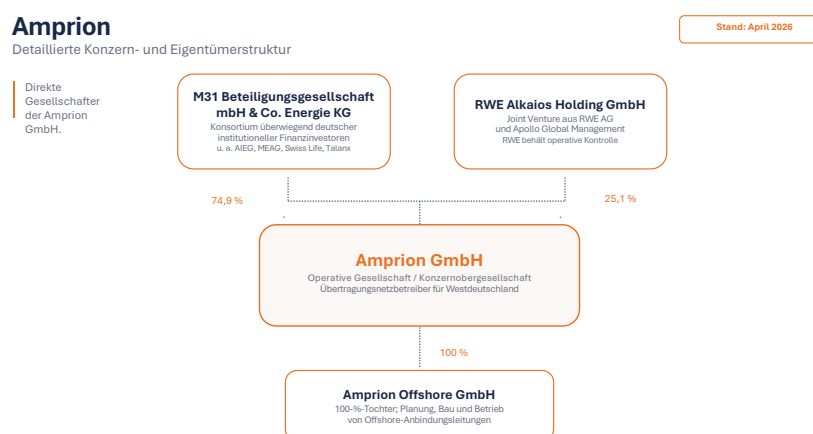 Amprion
Detaillierte Konzern- und Eigentümerstruktur
Stand: April 2026
Direkte
Gesellschafter
der Amprion
GmbH.
M31 Beteiligungsgesellschaft
mbH & Co. Energie KG
Konsortium überwiegend deutscher
institutioneller Finanzinvestoren
u. a. AIEG, MEAG, Swiss Life, Talanx
RWE Alkaios Holding GmbH
Joint Venture aus RWE AG
und Apollo Global Management
RWE behält operative Kontrolle
74,9 %
25,1 %
Amprion GmbH
Operative Gesellschaft / Konzernobergesellschaft
Übertragungsnetzbetreiber für Westdeutschland
100 %
Amprion Offshore GmbH
100-%-Tochter; Planung, Bau und Betrieb
von Offshore-Anbindungsleitungen